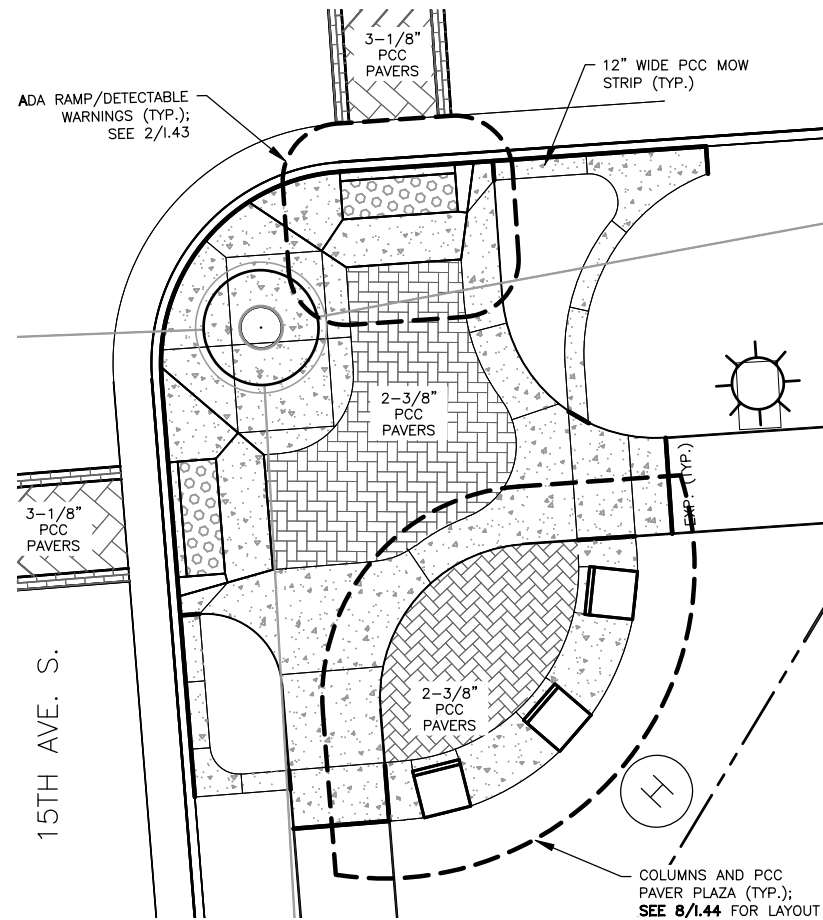 3-1/8"
PCC
PAVERS
12" WIDE PCC MOW
STRIP (TYP.)
ADA RAMP/DETECTABLE
WARNINGS (TYP.);
SEE 2/I.43
2-3/8"
PCC
PAVERS
EXP. (TYP.)
3-1/8"
PCC
PAVERS
15TH AVE. S.
2-3/8"
PCC
PAVERS
H
COLUMNS AND PCC
PAVER PLAZA (TYP.);
SEE 8/I.44 FOR LAYOUT